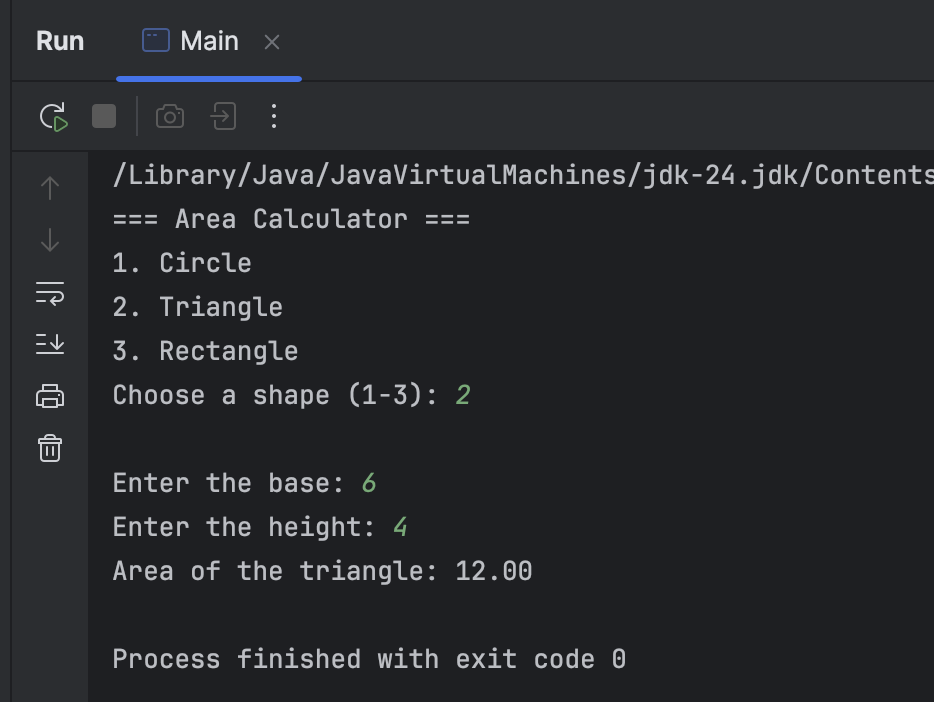 Run Main
/Library/Java/JavaVirtualMachines/jdk-24.jdk/Contents
=== Area Calculator ===
1. Circle
2. Triangle
3. Rectangle
Choose a shape (1-3): 2
Enter the base: 6
Enter the height: 4
Area of the triangle: 12.00
Process finished with exit code 0